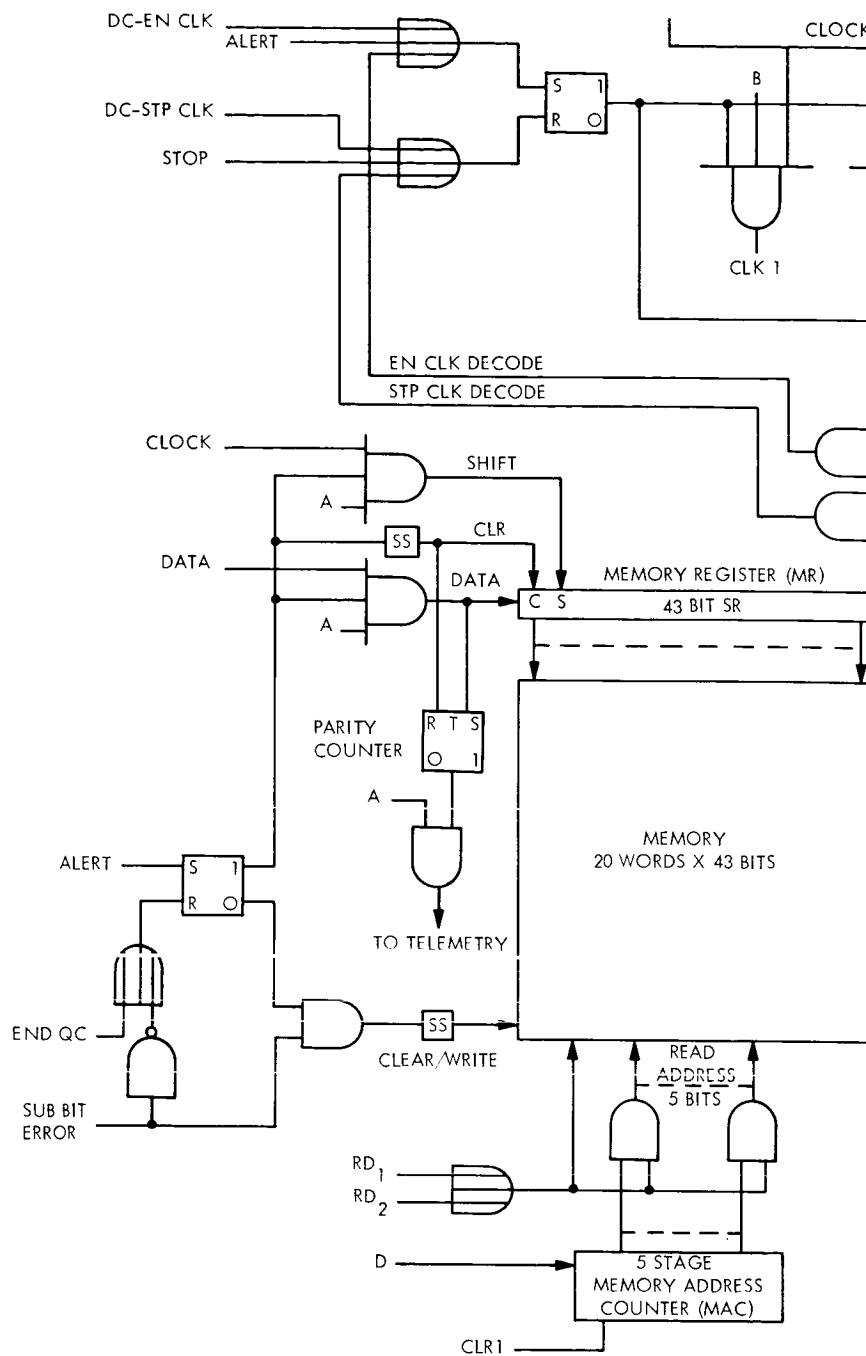 DC-EN CLK
ALERT
CLOCK
B
S 1
R O
DC-STP CLK
STOP
CLK 1
EN CLK DECODE
STP CLK DECODE
CLOCK
SHIFT
A
SS
CLR
DATA
DATA
MEMORY REGISTER (MR)
C S
43 BIT SR
A
R T S
O 1
PARITY
COUNTER
A
MEMORY
20 WORDS X 43 BITS
ALERT
S 1
R O
TO TELEMETRY
END QC
SS
CLEAR/WRITE
READ
ADDRESS
5 BITS
SUB BIT
ERROR
RD1
RD2
D
5 STAGE
MEMORY ADDRESS
COUNTER (MAC)
CLR1